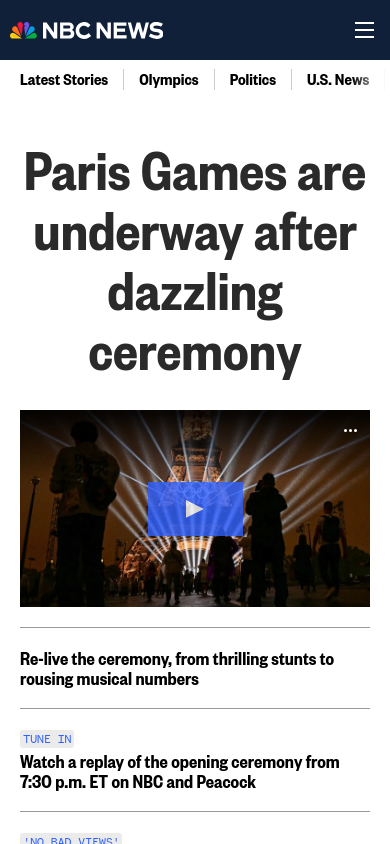 NBC NEWS
Latest Stories
Olympics
Politics
U.S. News
Paris Games are
underway after
dazzling
ceremony
Re-live the ceremony, from thrilling stunts to
rousing musical numbers
TUNE IN
Watch a replay of the opening ceremony from
7:30 p.m. ET on NBC and Peacock
'NO BAD VIEWS'